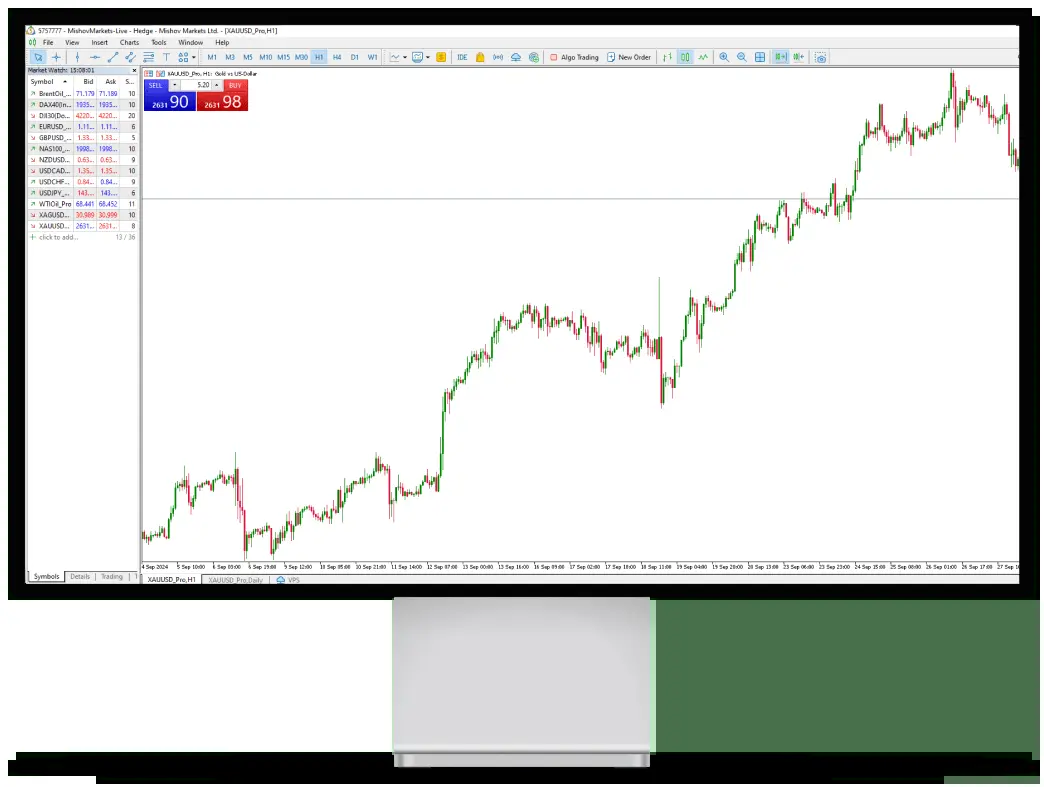 5757777 - MishovMarkets-Live - Hedge - Mishov Markets Ltd. - [XAUUSD_Pro,H1]
File View Insert Charts Tools Window Help
M1 M3 M5 M10 M15 M30 H1 H4 D1 W1 IDE Algo Trading New Order
Market Watch: 15:08:01
XAUUSD_Pro, H1: Gold vs US-Dollar
Symbol Bid Ask S...
SELL 5.20 BUY
2631 90 2631 98
BrentOil_... 71.179 71.189 10
DAX40(In... 1935... 1935... 10
DJI30(De... 4220... 4220... 20
EURUSD_... 1.11... 1.11... 6
GBPUSD_... 1.33... 1.33... 5
NAS100_... 1998... 1998... 10
NZDUSD... 0.63... 0.63... 9
USDCAD... 1.35... 1.35... 10
USDCHF... 0.84... 0.84... 9
USDJPY_... 143.... 143.... 6
WTIOil_Pro 68.441 68.452 11
XAGUSD... 30.989 30.999 10
XAUUSD... 2631... 2631... 8
click to add... 13 / 36
4 Sep 2024 5 Sep 10:00 6 Sep 03:00 6 Sep 19:00 9 Sep 12:00 10 Sep 05:00 10 Sep 21:00 11 Sep 14:00 12 Sep 07:00 13 Sep 00:00 13 Sep 16:00 16 Sep 09:00 17 Sep 02:00 17 Sep 18:00 18 Sep 11:00 19 Sep 04:00 19 Sep 20:00 20 Sep 13:00 23 Sep 06:00 23 Sep 23:00 24 Sep 15:00 25 Sep 08:00 26 Sep 01:00 26 Sep 17:00 27 Sep
Symbols Details Trading
XAUUSD_Pro,H1 XAUUSD_Pro,Daily VPS